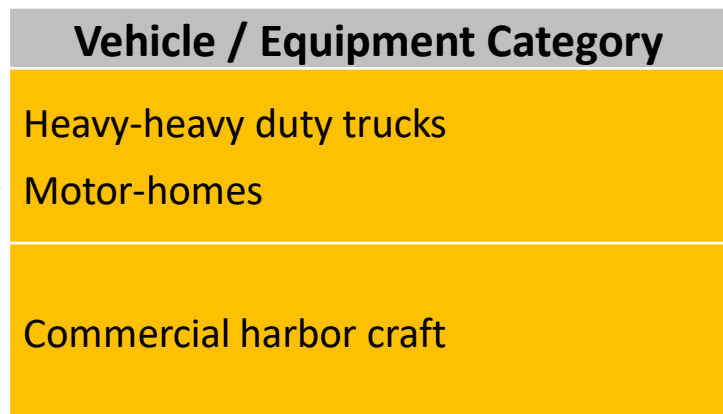 Vehicle / Equipment Category
Heavy-heavy duty trucks
Motor-homes
Commercial harbor craft